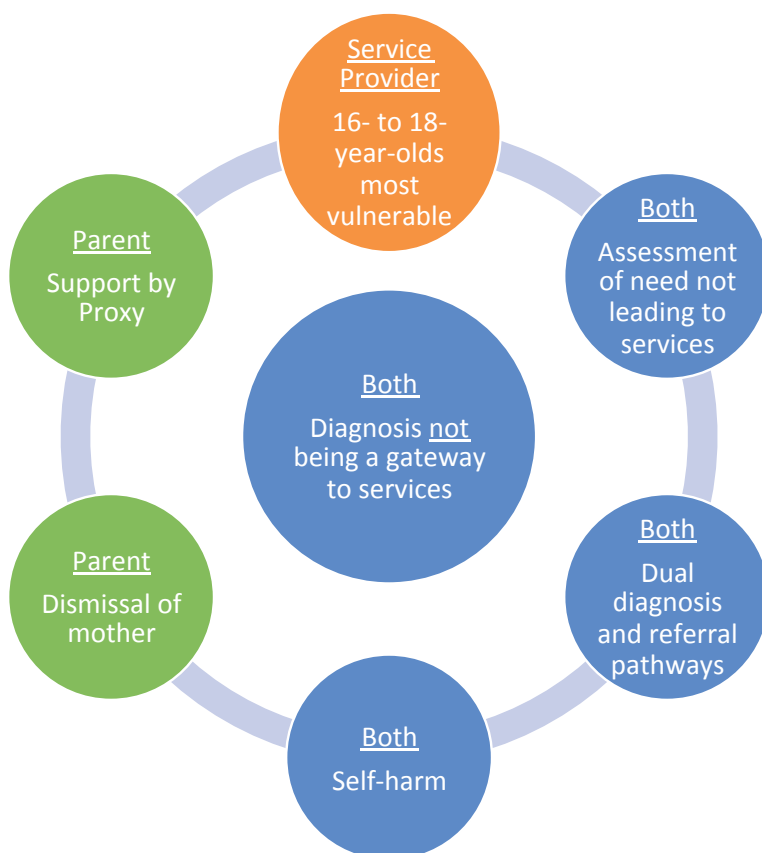 Service
Provider
16- to 18-
year-olds
most
vulnerable
Both
Assessment
of need not
leading to
services
Both
Dual
diagnosis
and referral
pathways
Both
Self-harm
Parent
Dismissal of
mother
Parent
Support by
Proxy
Both
Diagnosis not
being a gateway
to services